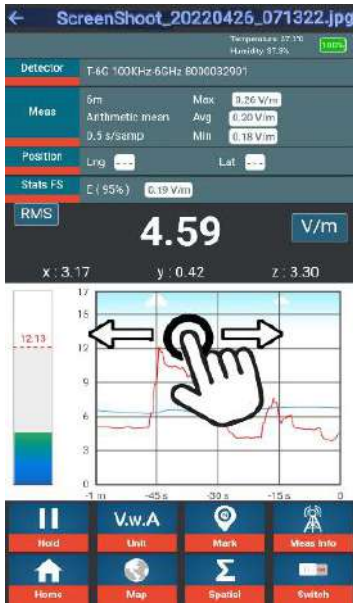 ← ScreenShoot_20220426_071322.jpg
Temperature: 37.1°C
Humidity: 37.9% 100%
Detector T-6G 100KHz-6GHz 8000032901
Meas 6m Max 0.26 V/m
Arithmetic mean Avg 0.20 V/m
0.5 s/samp Min 0.18 V/m
Position Lng --- Lat ---
Stats FS E ( 95%) 0.19 V/m
RMS 4.59 V/m
x : 3.17 y : 0.42 z : 3.30
17
15
12.13 12
9
6
3
0
-1 m -45 s -30 s -15 s 0
Hold V.w.A Unit Mark Meas Info
Home Map Σ Spatial Switch